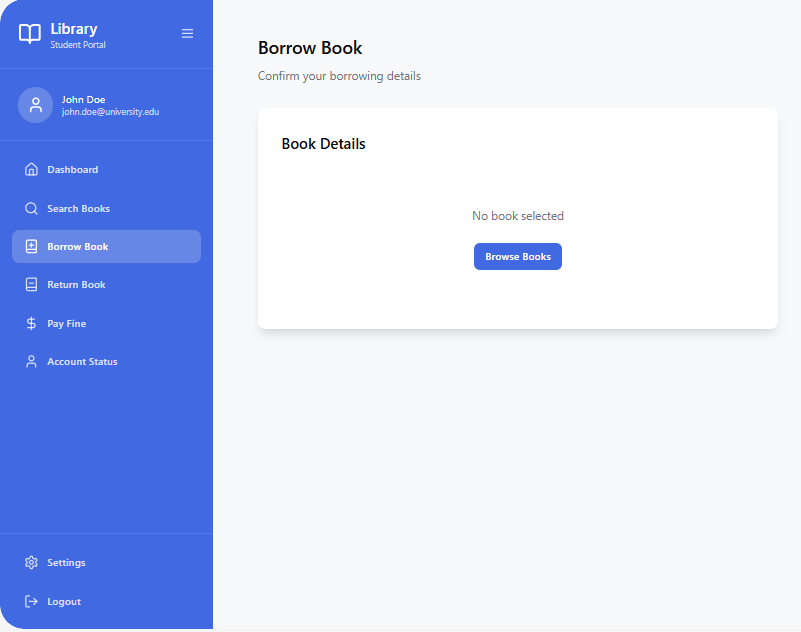 Library
Student Portal
John Doe
john.doe@university.edu
Dashboard
Search Books
Borrow Book
Return Book
Pay Fine
Account Status
Settings
Logout
Borrow Book
Confirm your borrowing details
Book Details
No book selected
Browse Books